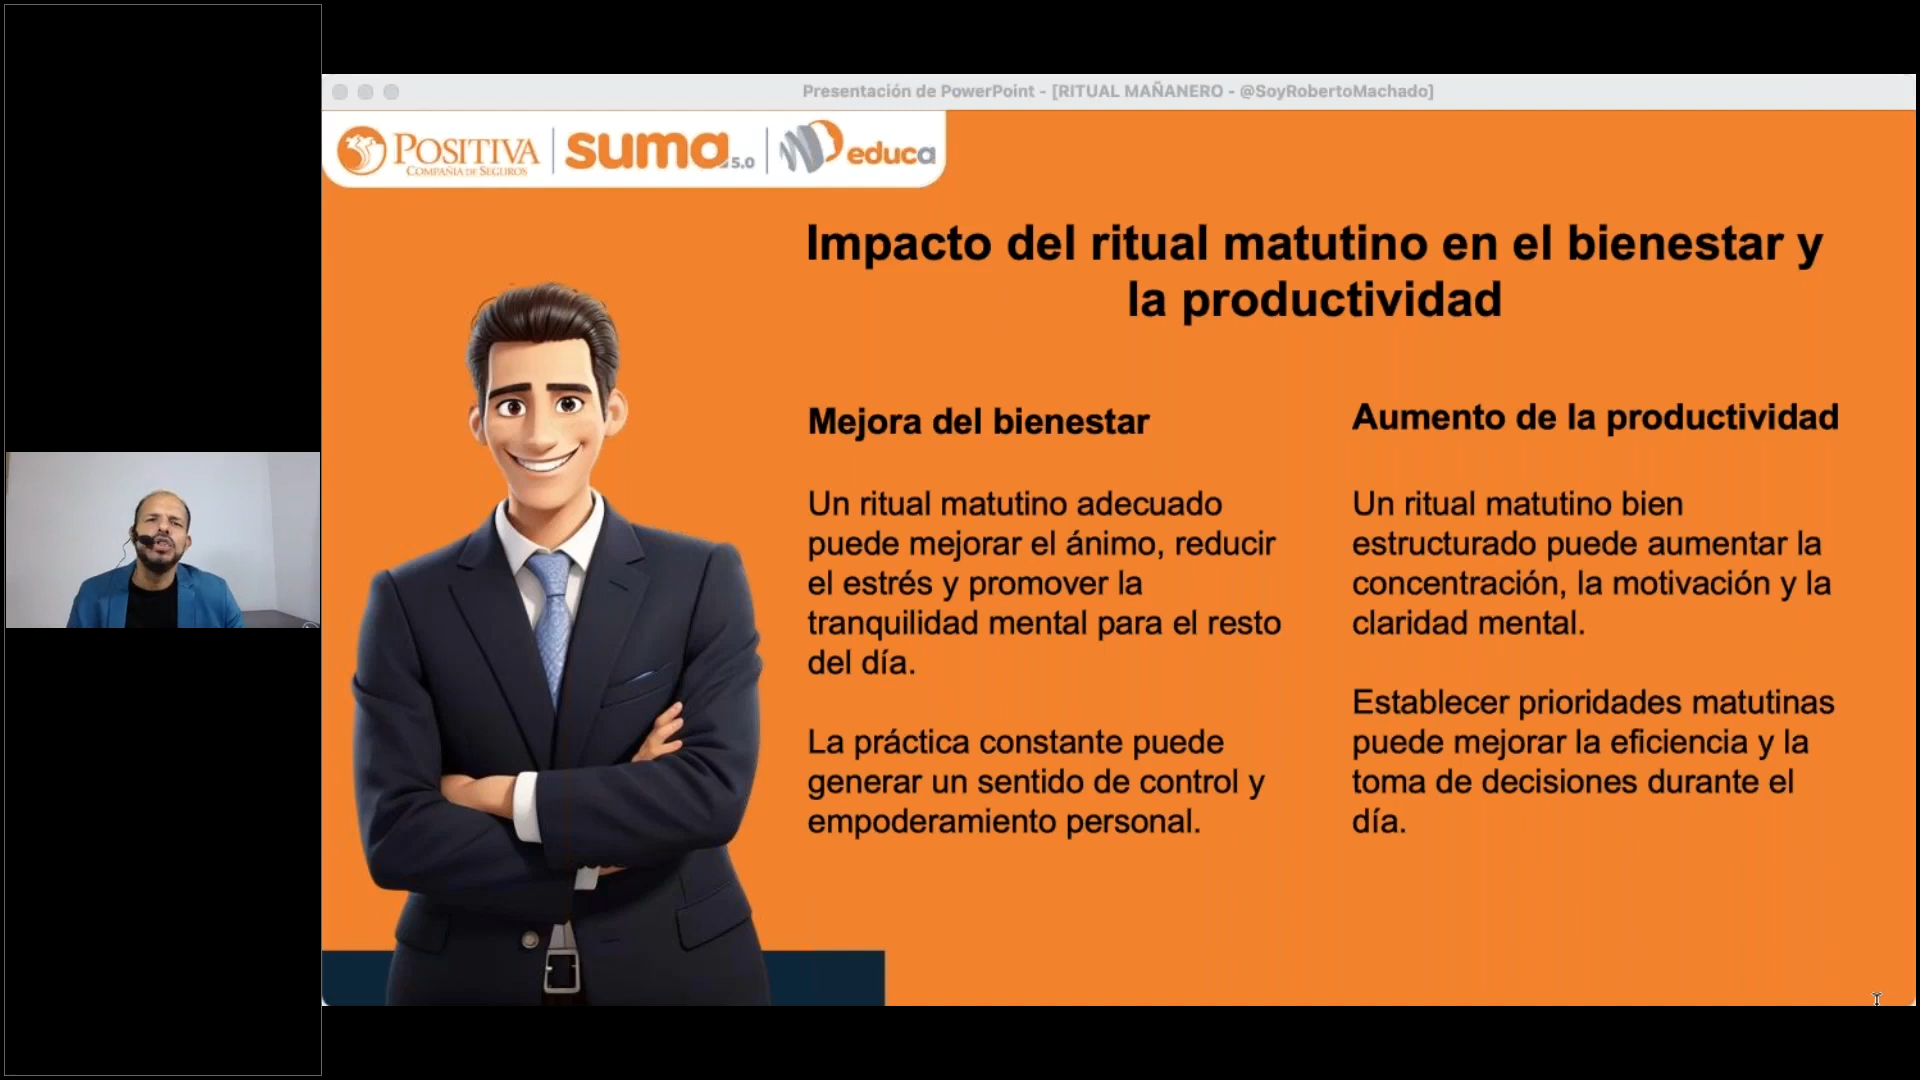 Presentación de PowerPoint - [RITUAL MAÑANERO - @SoyRobertoMachado]
POSITIVA
COMPAÑIA DE SEGUROS
suma 5.0
educa
Impacto del ritual matutino en el bienestar y
la productividad
Mejora del bienestar
Un ritual matutino adecuado
puede mejorar el ánimo, reducir
el estrés y promover la
tranquilidad mental para el resto
del día.
La práctica constante puede
generar un sentido de control y
empoderamiento personal.
Aumento de la productividad
Un ritual matutino bien
estructurado puede aumentar la
concentración, la motivación y la
claridad mental.
Establecer prioridades matutinas
puede mejorar la eficiencia y la
toma de decisiones durante el
día.